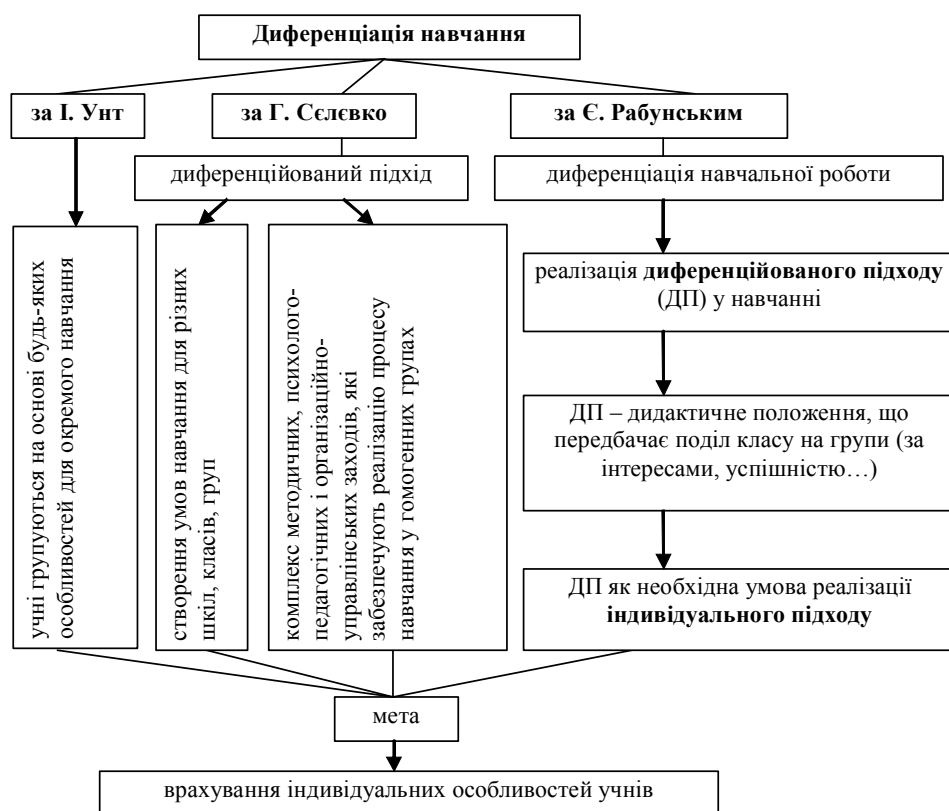 Диференціація навчання
за І. Унт
за Г. Сєлєвко
за Є. Рабунським
диференційований підхід
диференціація навчальної роботи
учні групуються на основі будь-яких
особливостей для окремого навчання
створення умов навчання для різних
шкіл, класів, груп
комплекс методичних, психолого-
педагогічних і організаційно-
управлінських заходів, які
забезпечують реалізацію процесу
навчання у гомогенних групах
реалізація диференційованого підходу
(ДП) у навчанні
ДП – дидактичне положення, що
передбачає поділ класу на групи (за
інтересами, успішністю…)
ДП як необхідна умова реалізації
індивідуального підходу
мета
врахування індивідуальних особливостей учнів